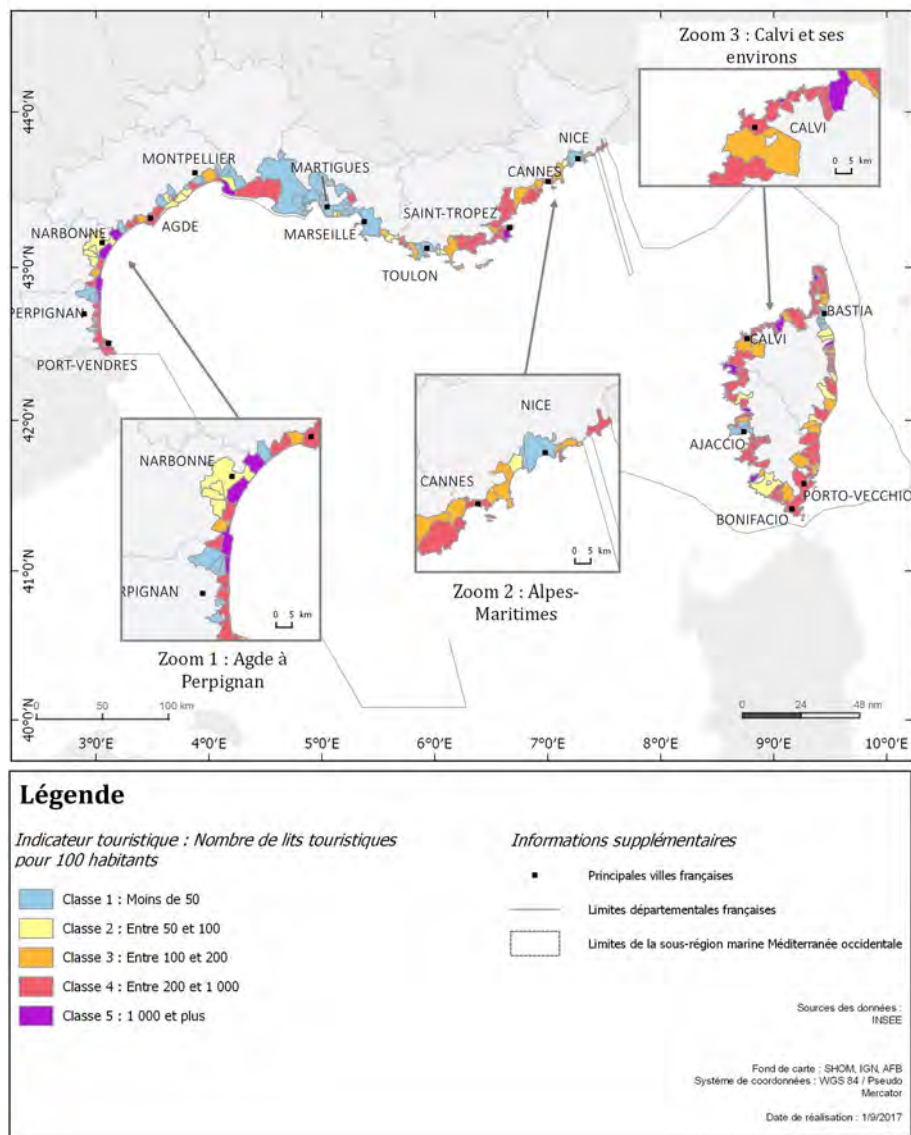 Zoom 3 : Calvi et ses
environs
CALVI
0 5 km
44°0'N
43°0'N
42°0'N
41°0'N
40°0'N
NICE
MONTPELLIER
MARTIGUES
CANNES
SAINT-TROPEZ
AGDE
NARBONNE
MARSEILLE
TOULON
PERPIGNAN
PORT-VENDRES
BASTIA
CALVI
AJACCIO
PORTO-VECCHIO
BONIFACIO
NARBONNE
RPIGNAN
0 5 km
Zoom 1 : Agde à
Perpignan
NICE
CANNES
0 5 km
Zoom 2 : Alpes-
Maritimes
0 50 100 km
0 24 48 nm
3°0'E 4°0'E 5°0'E 6°0'E 7°0'E 8°0'E 9°0'E 10°0'E
Légende
Indicateur touristique : Nombre de lits touristiques
pour 100 habitants
Classe 1 : Moins de 50
Classe 2 : Entre 50 et 100
Classe 3 : Entre 100 et 200
Classe 4 : Entre 200 et 1 000
Classe 5 : 1 000 et plus
Informations supplémentaires
Principales villes françaises
Limites départementales françaises
Limites de la sous-région marine Méditerranée occidentale
Sources des données :
INSEE
Fond de carte : SHOM, IGN, AFB
Système de coordonnées : WGS 84 / Pseudo
Mercator
Date de réalisation : 1/9/2017